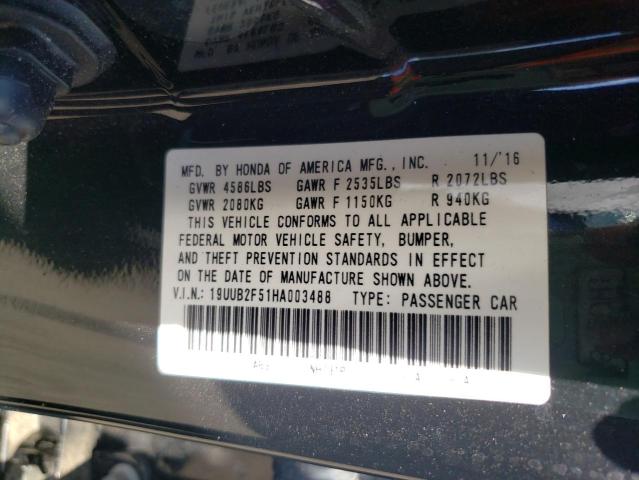 MFD. BY HONDA OF AMERICA MFG., INC. 11/'16
GVWR 4586LBS GAWR F 2535LBS R 2072LBS
GVWR 2080KG GAWR F 1150KG R 940KG
THIS VEHICLE CONFORMS TO ALL APPLICABLE
FEDERAL MOTOR VEHICLE SAFETY, BUMPER,
AND THEFT PREVENTION STANDARDS IN EFFECT
ON THE DATE OF MANUFACTURE SHOWN ABOVE.
V.I.N.: 19UUB2F51HA003488 TYPE: PASSENGER CAR